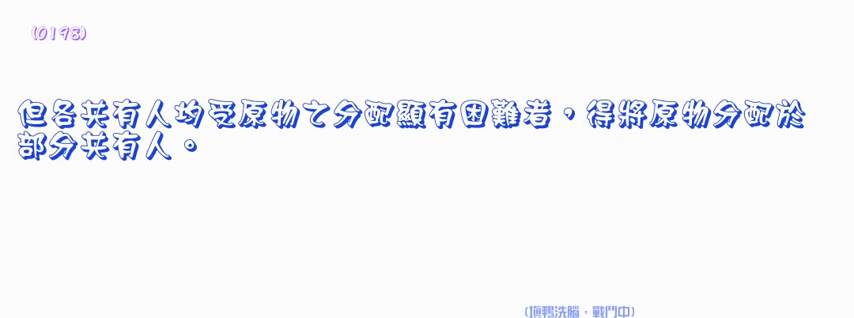 (0198)
但各共有人均受原物之分配顯有困難者，得將原物分配於
部分共有人。
(填鴨洗腦，戰鬥中)